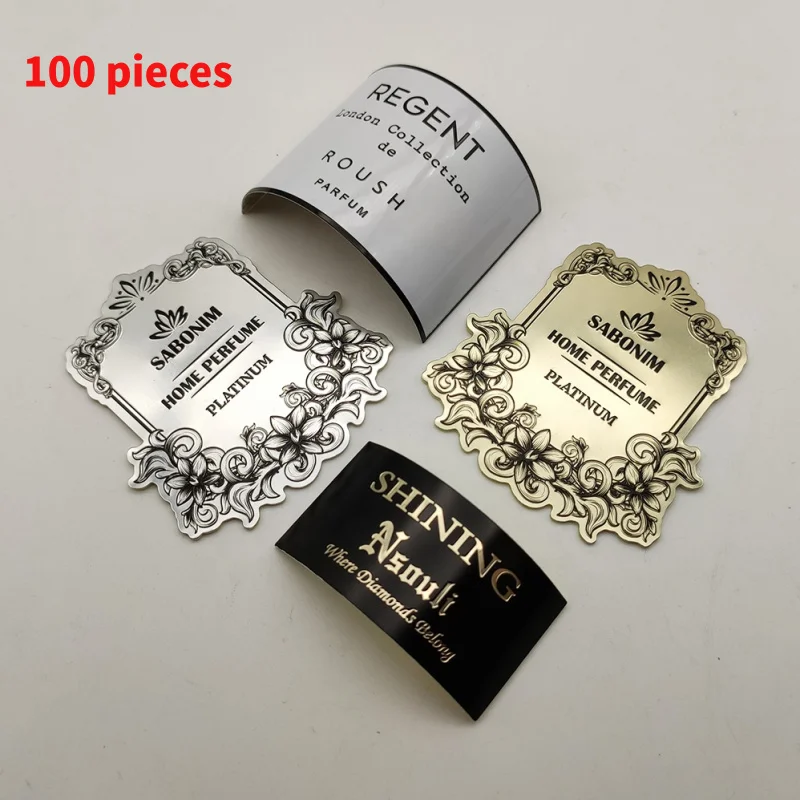 100 pieces
REGENT
London Collection
de
ROUSH
PARFUM
SABONIM
HOME PERFUME
PLATINUM
SABONIM
HOME PERFUME
PLATINUM
SHINING
Nsouli
Where Diamonds Belong